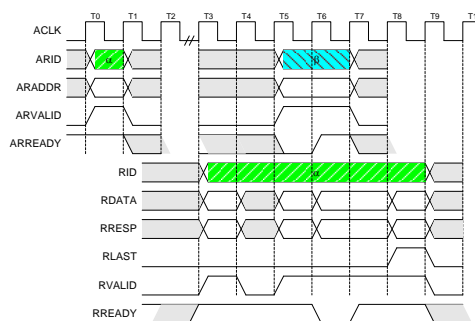 T0 T1 T2 T3 T4 T5 T6 T7 T8 T9 T1
ACLK
ARID α β
ARADDR
ARVALID
ARREADY
RID α
RDATA
RRESP
RLAST
RVALID
RREADY